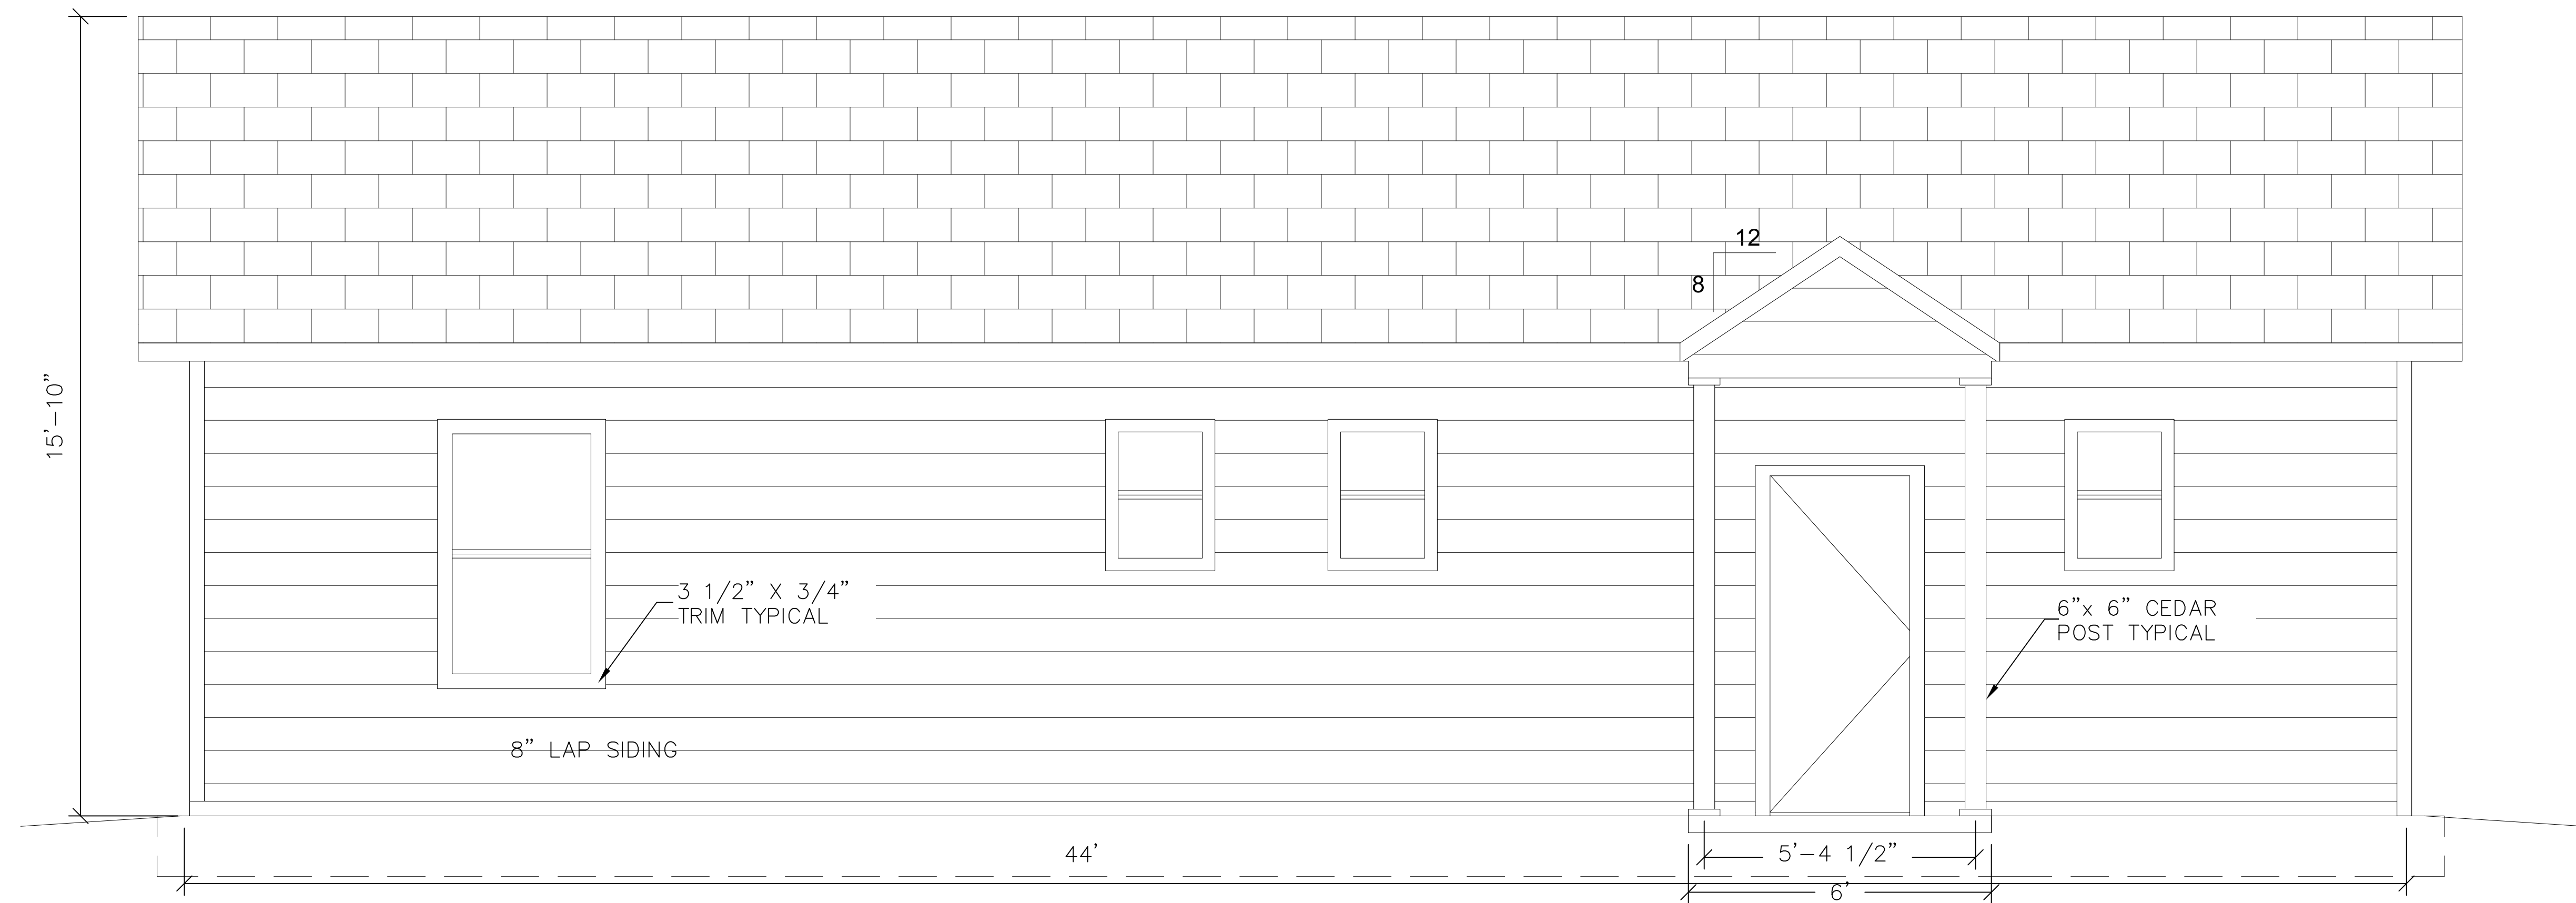 12
8
15'-10"
3 1/2" X 3/4"
TRIM TYPICAL
6"x 6" CEDAR
POST TYPICAL
8" LAP SIDING
44'
5'-4 1/2"
6'